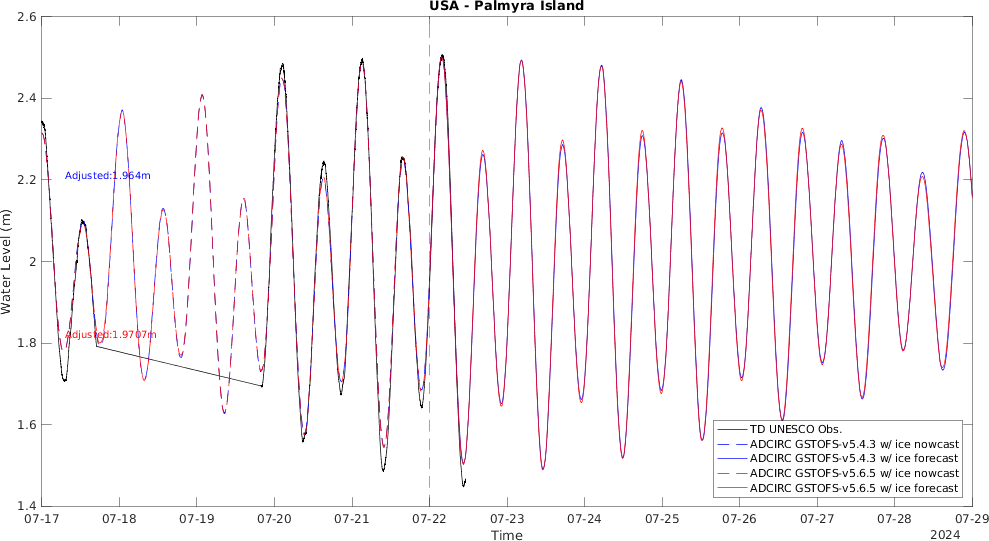 USA - Palmyra Island
2.6
2.4
2.2
2
1.8
1.6
1.4
Water Level (m)
Adjusted:1.964m
Adjusted:1.9707m
TD UNESCO Obs.
ADCIRC GSTOFS-v5.4.3 w/ ice nowcast
ADCIRC GSTOFS-v5.4.3 w/ ice forecast
ADCIRC GSTOFS-v5.6.5 w/ ice nowcast
ADCIRC GSTOFS-v5.6.5 w/ ice forecast
07-17 07-18 07-19 07-20 07-21 07-22 07-23 07-24 07-25 07-26 07-27 07-28 07-29
Time
2024